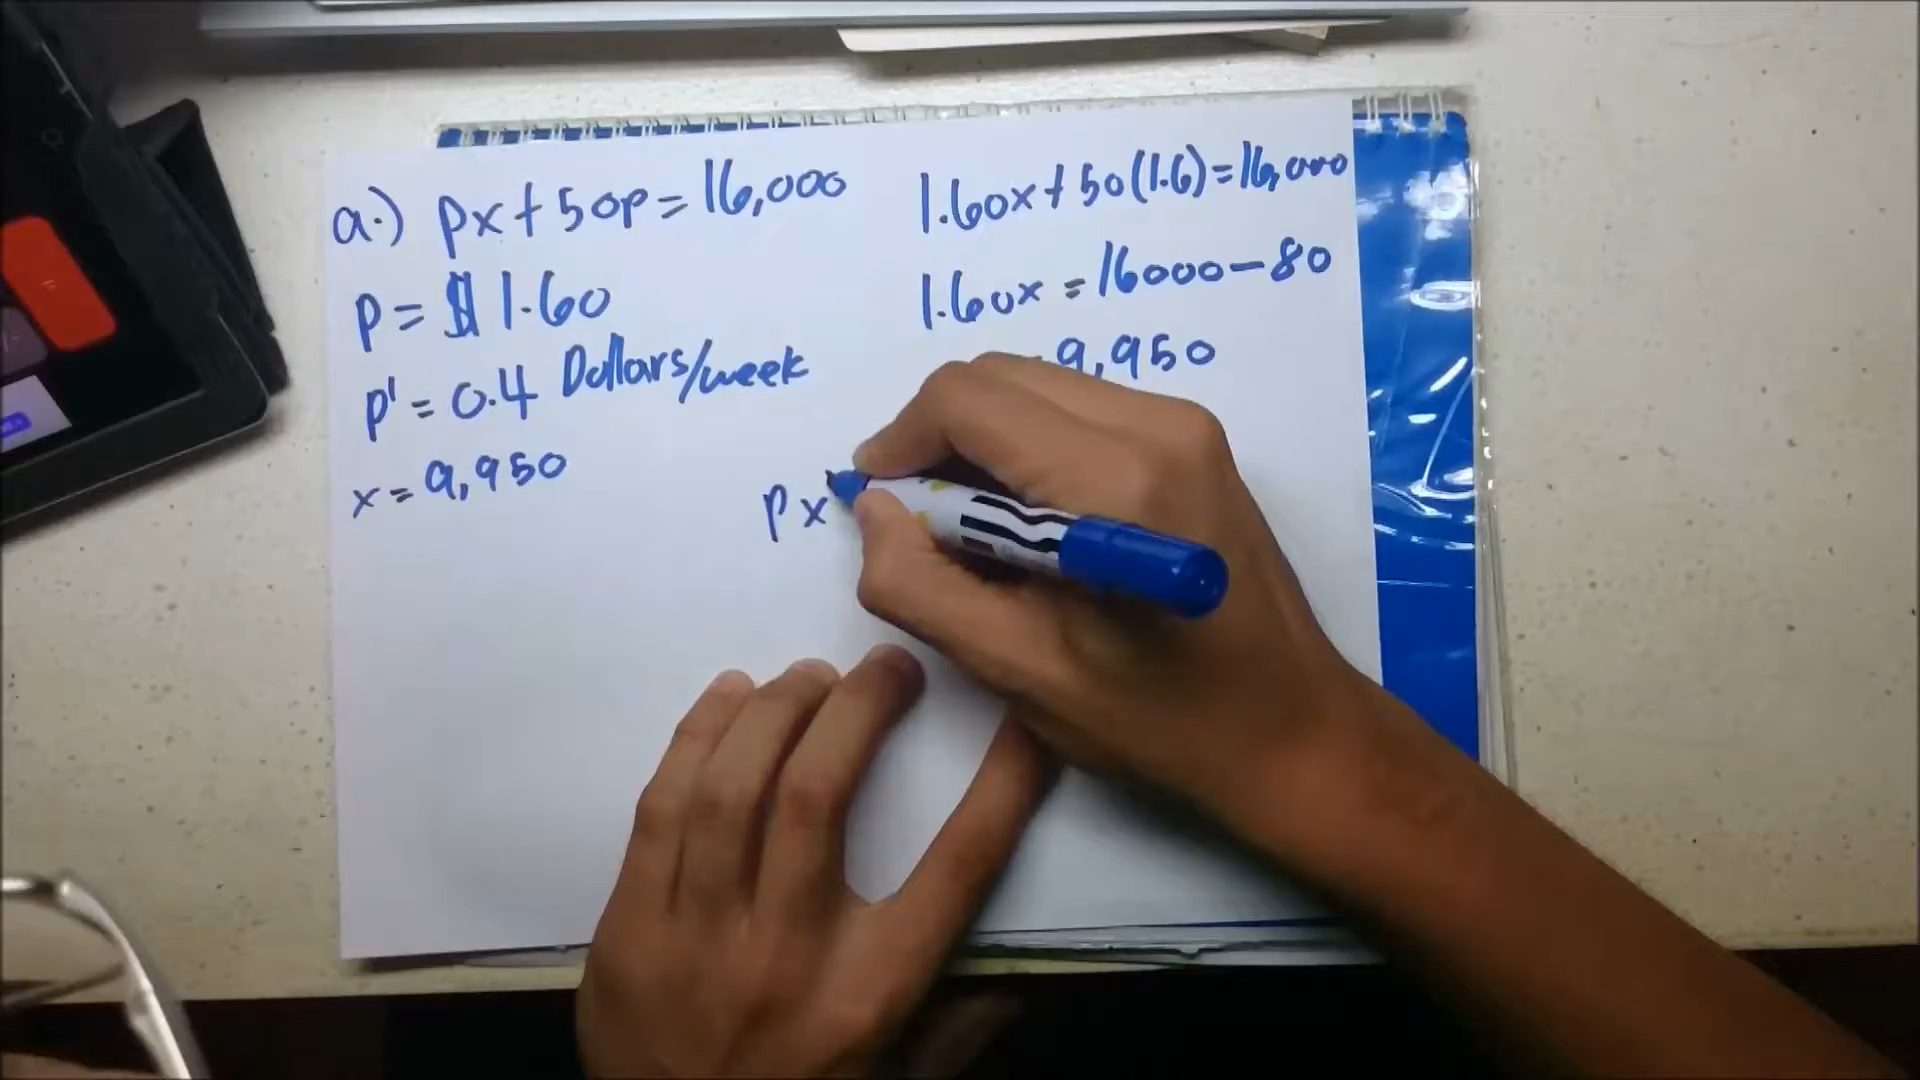 a.) px + 50p = 16,000
p = $ 1.60
p' = 0.4 Dollars/week
x = 9,950
1.60x + 50(1.6) = 16,000
1.60x = 16000 - 80
9,950
px